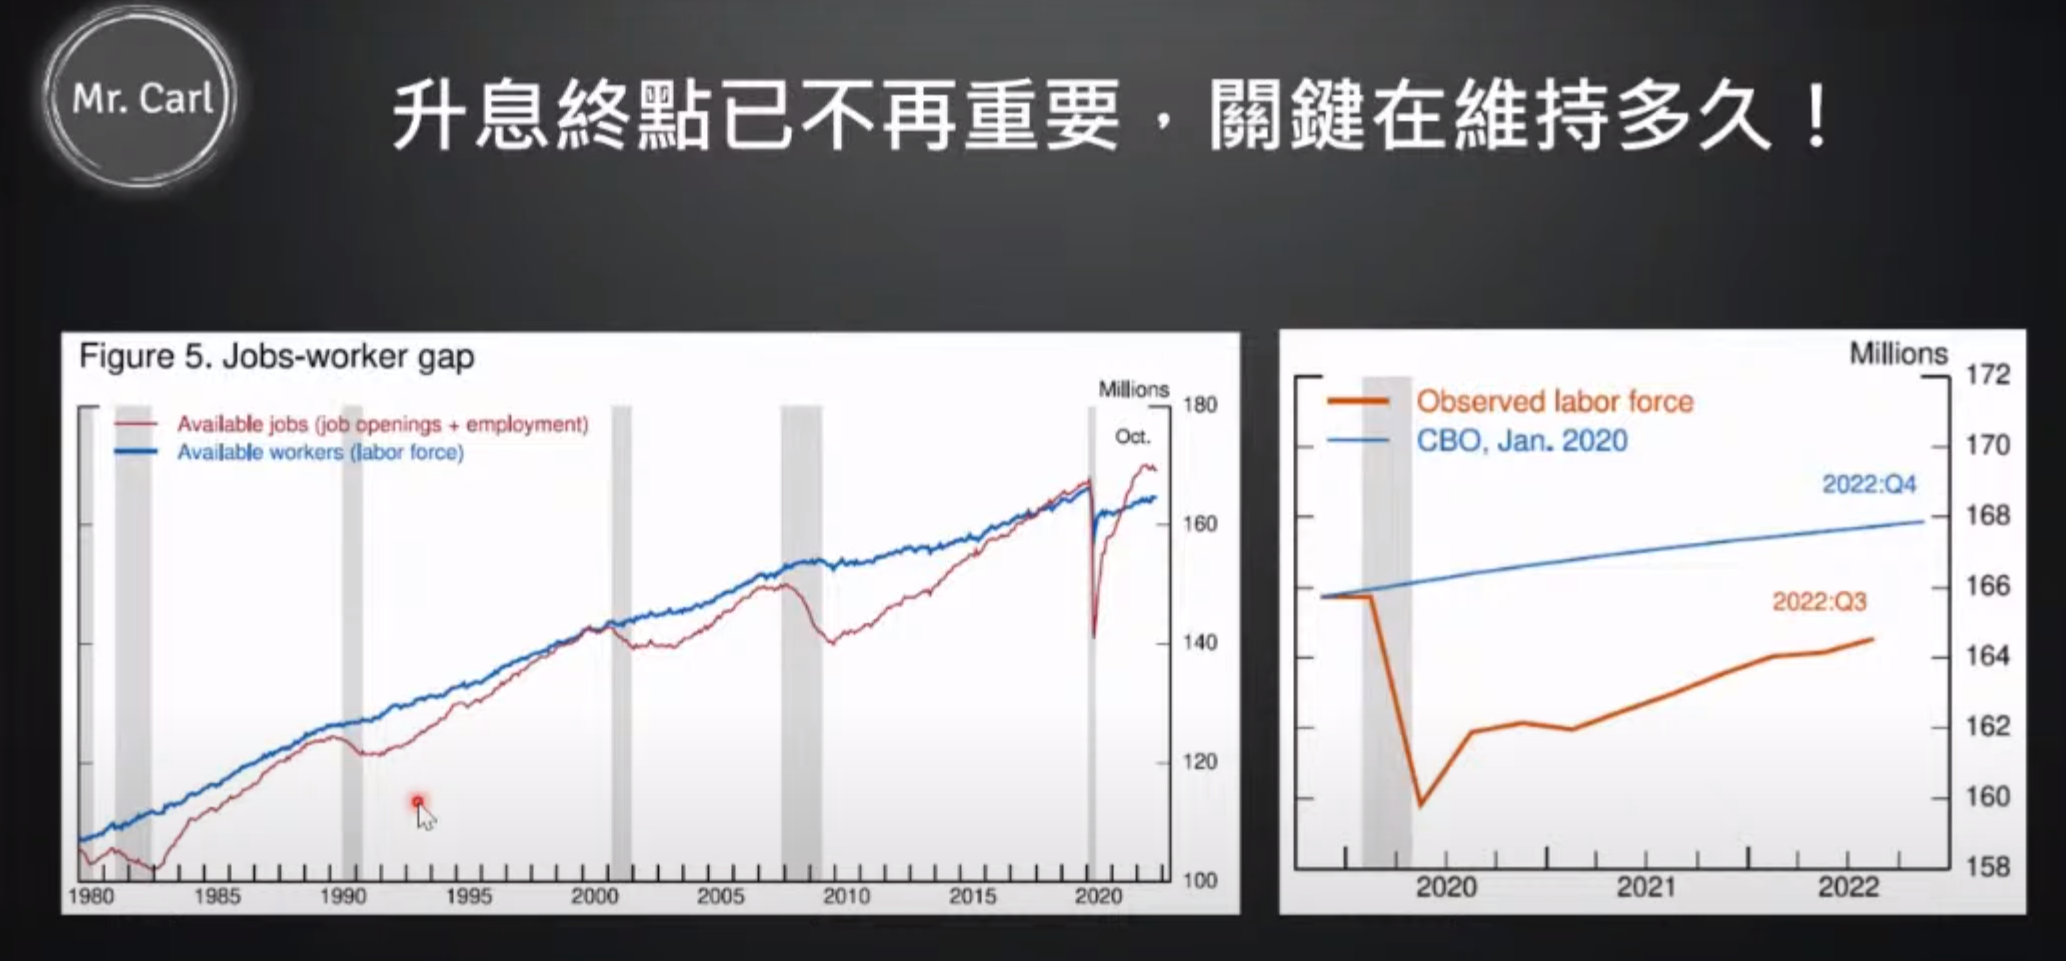 Mr. Carl
升息終點已不再重要，關鍵在維持多久！
Figure 5. Jobs-worker gap
Millions
Available jobs (job openings + employment)
Available workers (labor force)
Oct.
180
160
140
120
100
1980 1985 1990 1995 2000 2005 2010 2015 2020
Millions
Observed labor force
CBO, Jan. 2020
2022:Q4
2022:Q3
172
170
168
166
164
162
160
158
2020 2021 2022